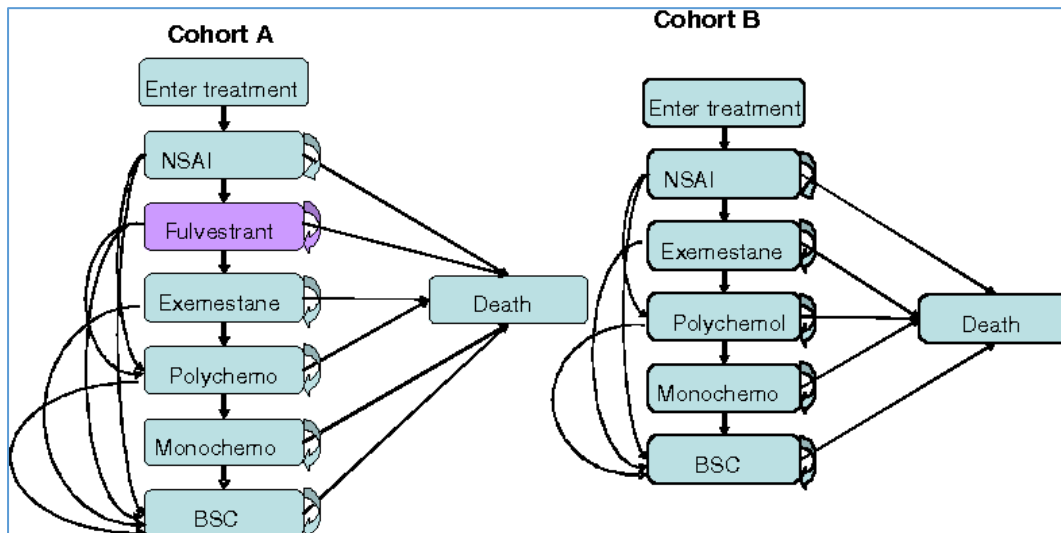 Cohort A
Enter treatment
NSAI
Fulvestrant
Exemestane
Polychemo
Monochemo
BSC
Death
Cohort B
Enter treatment
NSAI
Exemestane
Polychemol
Monochemo
BSC
Death